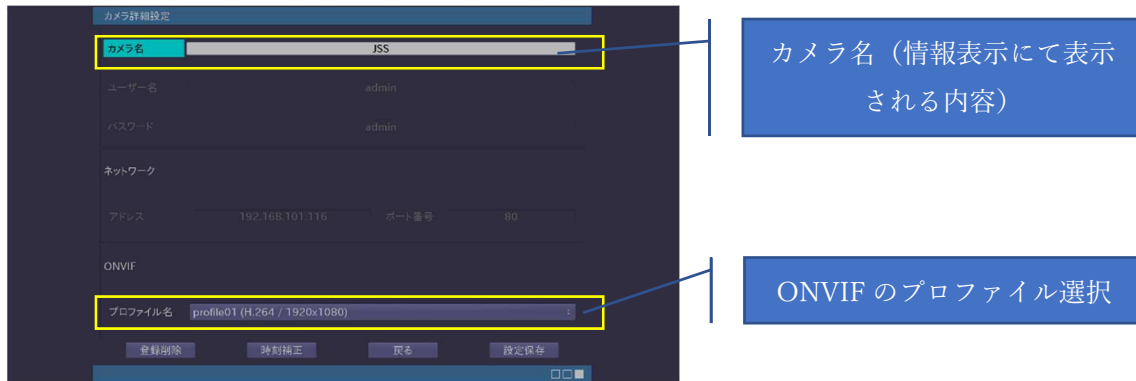 カメラ詳細設定
カメラ名 JSS
ユーザー名 admin
パスワード admin
ネットワーク
アドレス 192.168.101.116 ポート番号 80
ONVIF
プロファイル名 profile01 (H.264 / 1920x1080)
登録削除 時刻補正 戻る 設定保存
カメラ名（情報表示にて表示
される内容）
ONVIF のプロファイル選択